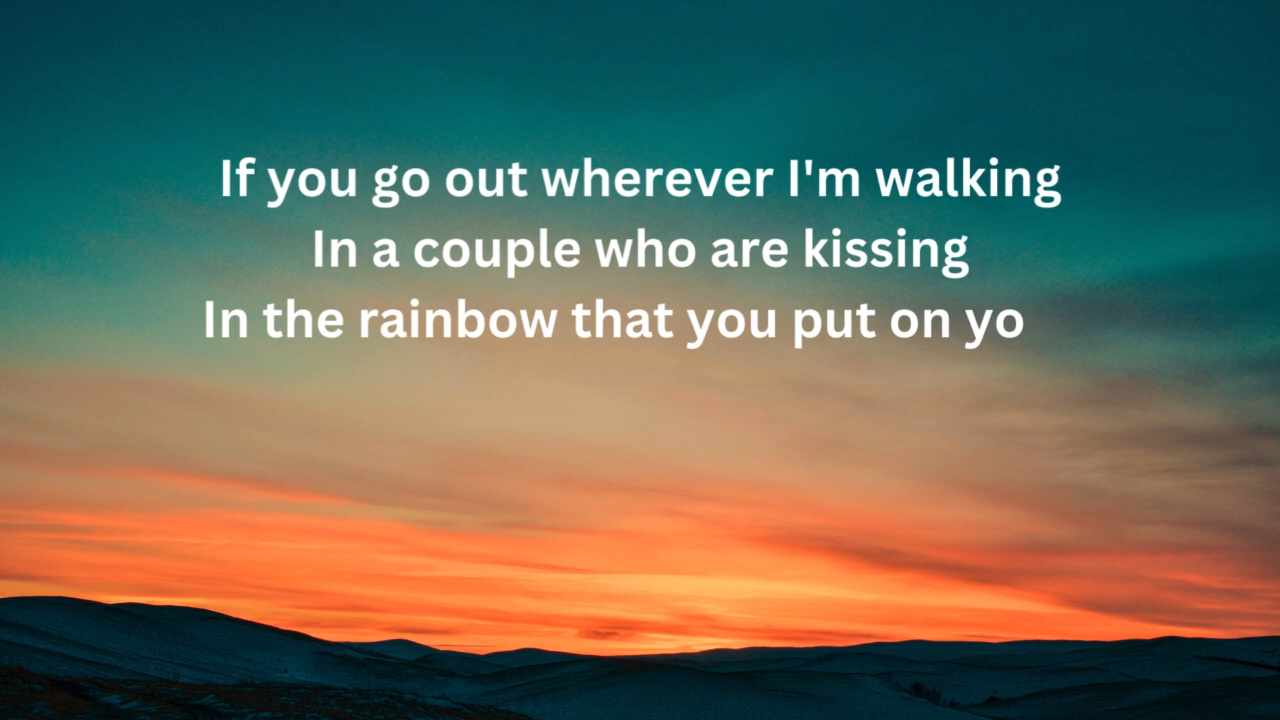 If you go out wherever I'm walking
In a couple who are kissing
In the rainbow that you put on yo